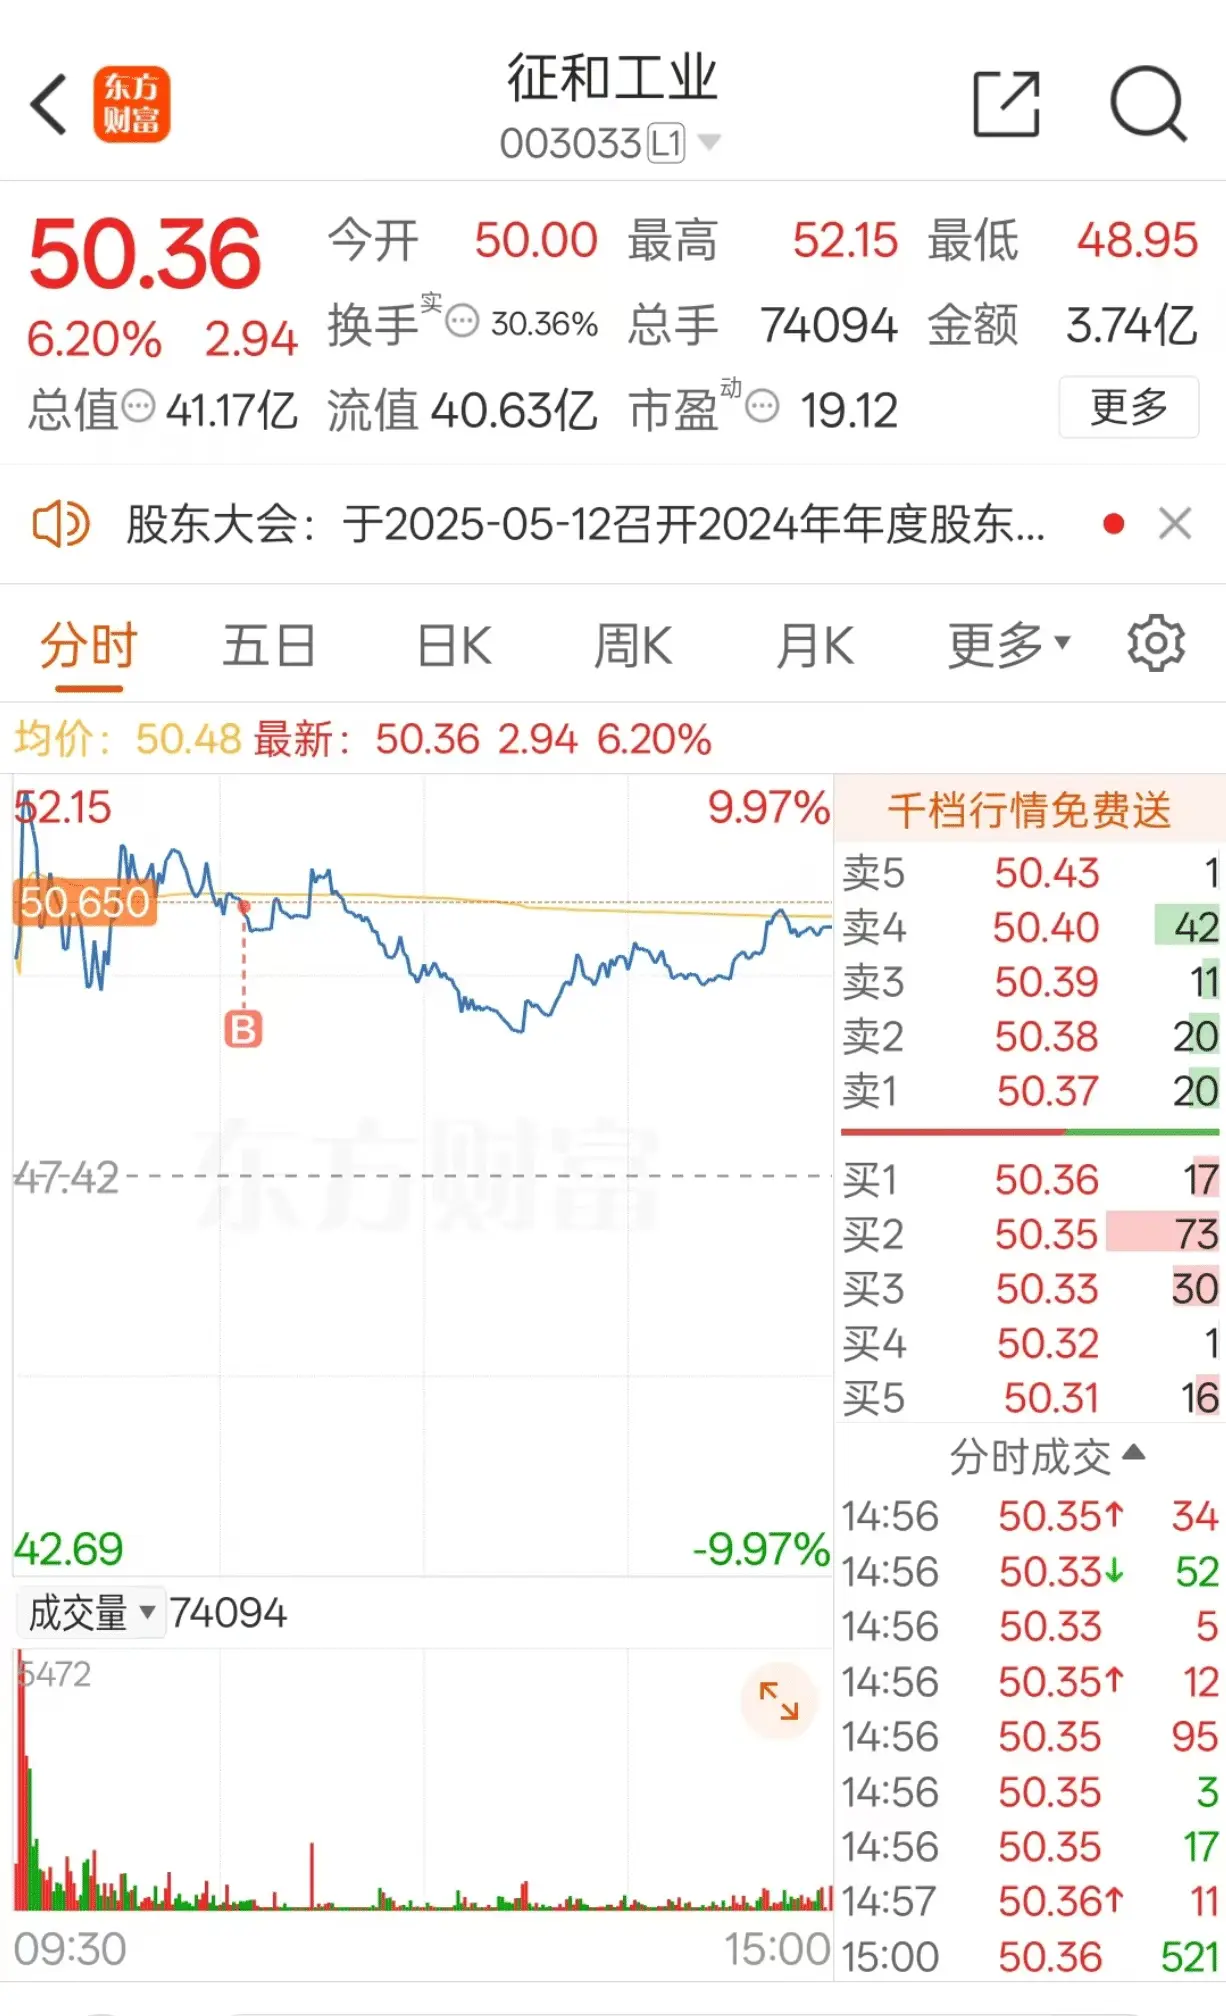 东方
财富
征和工业
003033 L1
50.36
今开 50.00 最高 52.15 最低 48.95
6.20% 2.94
换手实 30.36% 总手 74094 金额 3.74亿
总值 41.17亿 流值 40.63亿 市盈动 19.12 更多
股东大会：于2025-05-12召开2024年年度股东...
分时 五日 日K 周K 月K 更多
均价：50.48 最新：50.36 2.94 6.20%
52.15 9.97%
50.650
B
47.42
东方财富
42.69 -9.97%
成交量 74094
5472
09:30 15:00
千档行情免费送
卖5 50.43 1
卖4 50.40 42
卖3 50.39 11
卖2 50.38 20
卖1 50.37 20
买1 50.36 17
买2 50.35 73
买3 50.33 30
买4 50.32 1
买5 50.31 16
分时成交
14:56 50.35↑ 34
14:56 50.33↓ 52
14:56 50.33 5
14:56 50.35↑ 12
14:56 50.35 95
14:56 50.35 3
14:56 50.35 17
14:57 50.36↑ 11
15:00 50.36 521